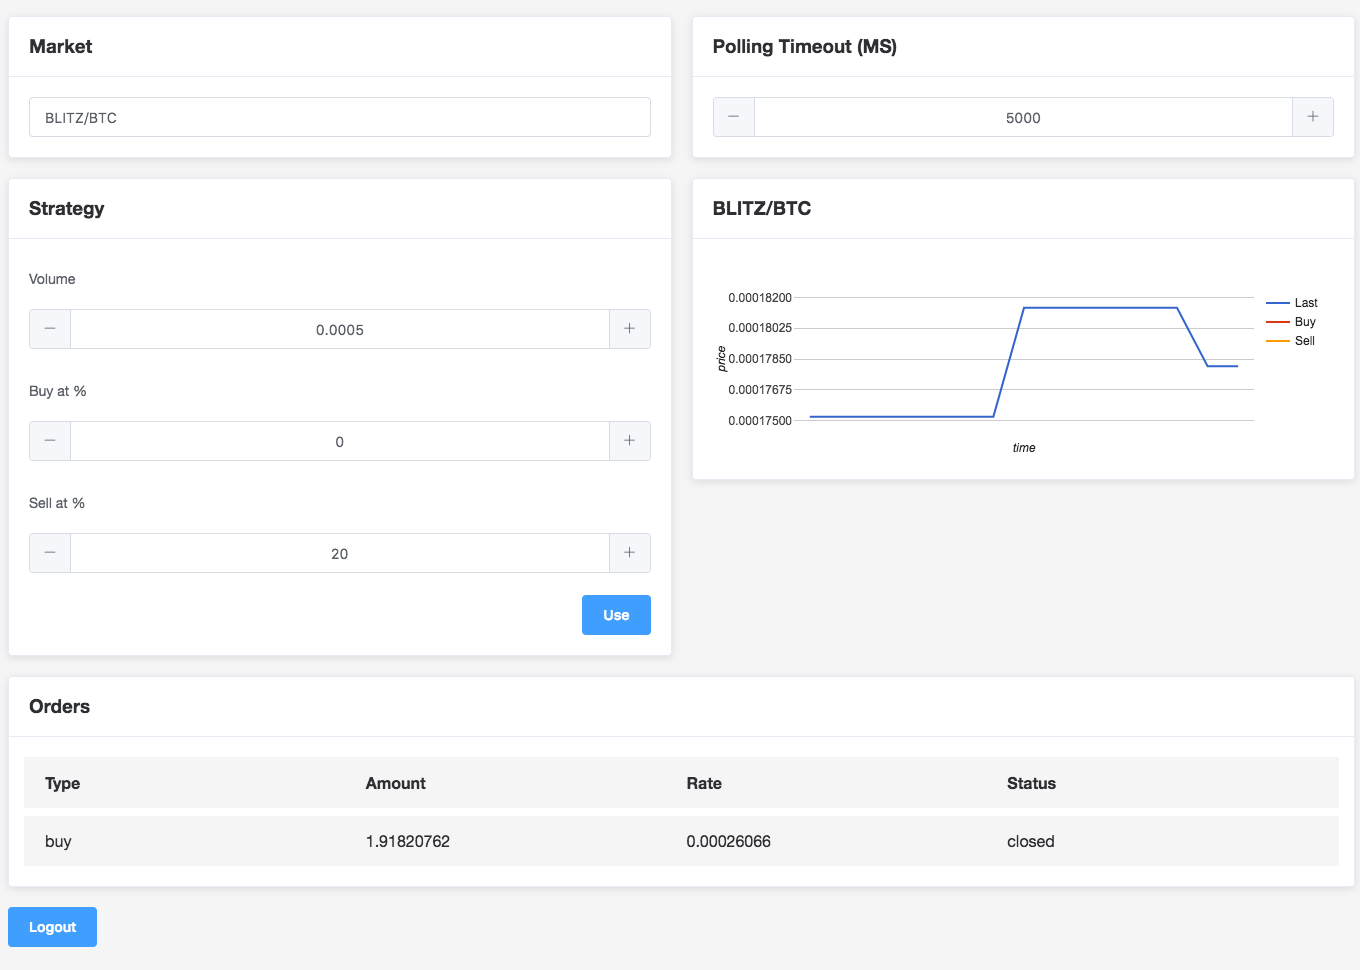 Market
BLITZ/BTC
Polling Timeout (MS)
5000
Strategy
Volume
0.0005
Buy at %
0
Sell at %
20
Use
BLITZ/BTC
0.00018200
0.00018025
0.00017850
0.00017675
0.00017500
price
time
Last
Buy
Sell
Orders
Type Amount Rate Status
buy 1.91820762 0.00026066 closed
Logout